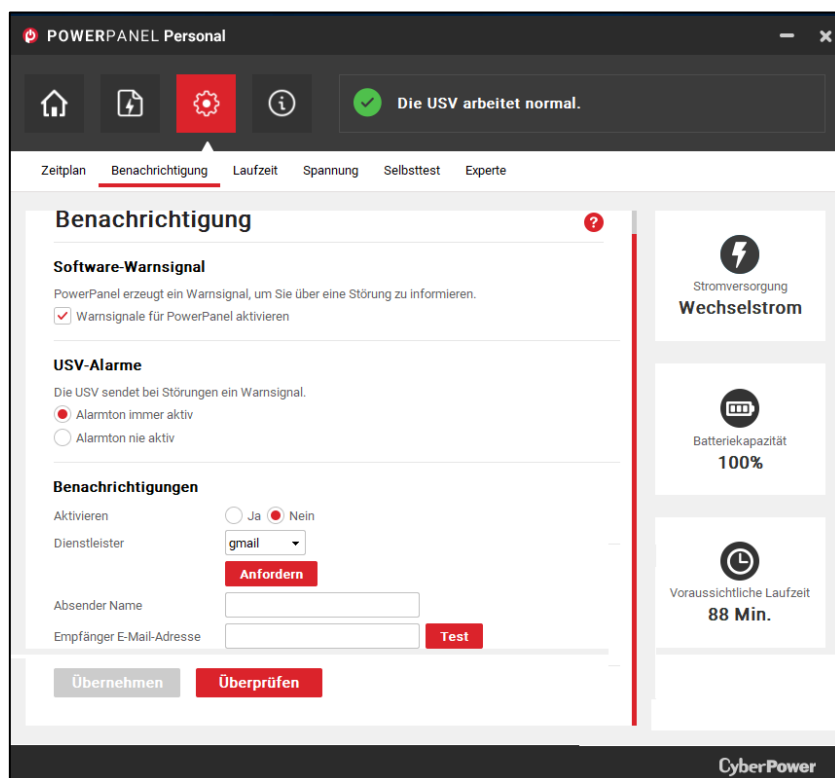 POWERPANEL Personal
Die USV arbeitet normal.
Zeitplan Benachrichtigung Laufzeit Spannung Selbsttest Experte
Benachrichtigung ?
Software-Warnsignal
PowerPanel erzeugt ein Warnsignal, um Sie über eine Störung zu informieren.
Warnsignale für PowerPanel aktivieren
USV-Alarme
Die USV sendet bei Störungen ein Warnsignal.
Alarmton immer aktiv
Alarmton nie aktiv
Benachrichtigungen
Aktivieren Ja Nein
Dienstleister gmail
Anfordern
Absender Name
Empfänger E-Mail-Adresse Test
Übernehmen Überprüfen
Stromversorgung
Wechselstrom
Batteriekapazität
100%
Voraussichtliche Laufzeit
88 Min.
CyberPower